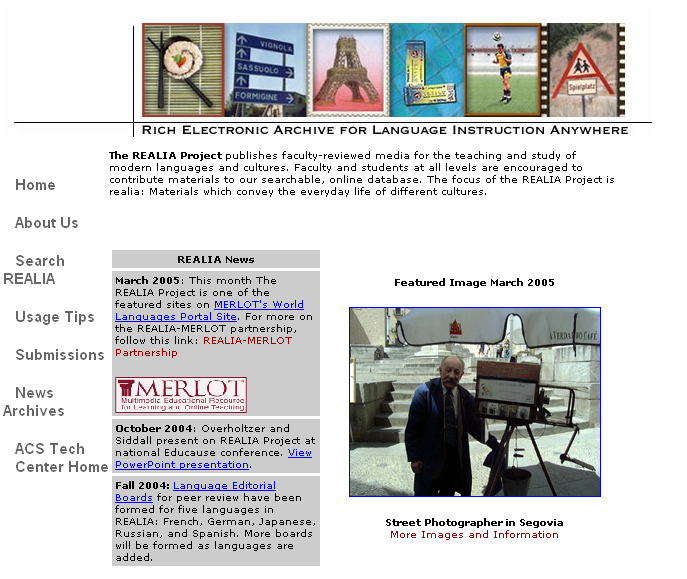 VIGNOLA
SASSUOLO
FORMIGINE
Spielplatz
RICH ELECTRONIC ARCHIVE FOR LANGUAGE INSTRUCTION ANYWHERE
The REALIA Project publishes faculty-reviewed media for the teaching and study of
modern languages and cultures. Faculty and students at all levels are encouraged to
contribute materials to our searchable, online database. The focus of the REALIA Project is
realia: Materials which convey the everyday life of different cultures.
Home
About Us
Search
REALIA
Usage Tips
Submissions
News
Archives
ACS Tech
Center Home
REALIA News
March 2005: This month The
REALIA Project is one of the
featured sites on MERLOT's World
Languages Portal Site. For more on
the REALIA-MERLOT partnership,
follow this link: REALIA-MERLOT
Partnership
MERLOT
Multimedia Educational Resource
for Learning and Online Teaching
October 2004: Overholtzer and
Siddall present on REALIA Project at
national Educause conference. View
PowerPoint presentation.
Fall 2004: Language Editorial
Boards for peer review have been
formed for five languages in
REALIA: French, German, Japanese,
Russian, and Spanish. More boards
will be formed as languages are
added.
Featured Image March 2005
Street Photographer in Segovia
More Images and Information